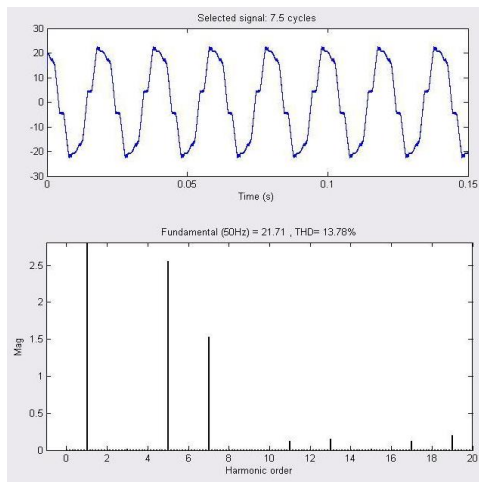 Selected signal: 7.5 cycles
30
20
10
0
-10
-20
-30
0 0.05 0.1 0.15
Time (s)
Fundamental (50Hz) = 21.71 , THD= 13.78%
2.5
2
1.5
1
0.5
0
Mag
0 2 4 6 8 10 12 14 16 18 20
Harmonic order